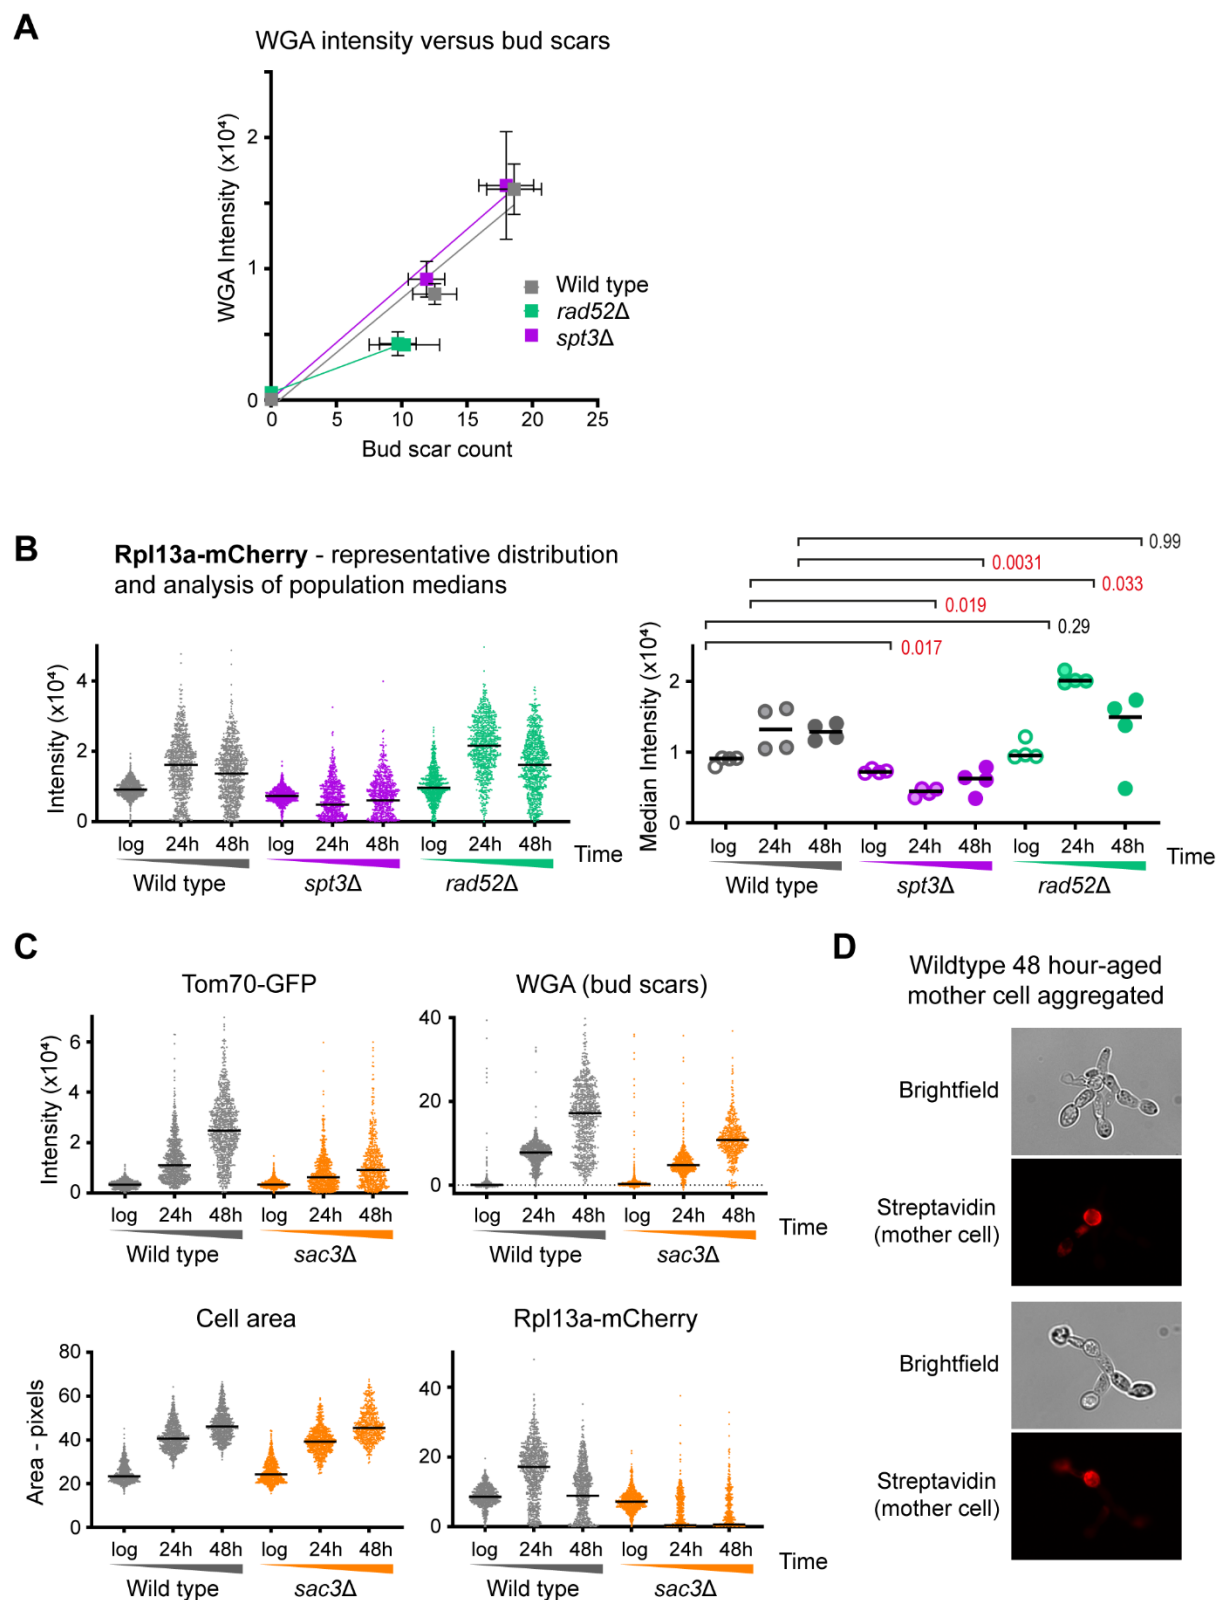 A
WGA intensity versus bud scars
WGA Intensity (x10⁴)
2
1
0
0 5 10 15 20 25
Bud scar count
Wild type
rad52Δ
spt3Δ
B
Rpl13a-mCherry - representative distribution
and analysis of population medians
Intensity (x10⁴)
4
2
0
log 24h 48h log 24h 48h log 24h 48h
Time
Wild type spt3Δ rad52Δ
0.99
0.0031
0.033
0.019
0.29
0.017
Median Intensity (x10⁴)
2
1
0
log 24h 48h log 24h 48h log 24h 48h
Time
Wild type spt3Δ rad52Δ
C
Tom70-GFP
Intensity (x10⁴)
6
4
2
0
log 24h 48h log 24h 48h
Wild type sac3Δ
WGA (bud scars)
40
20
0
log 24h 48h log 24h 48h
Time
Wild type sac3Δ
Cell area
Area - pixels
80
60
40
20
0
log 24h 48h log 24h 48h
Wild type sac3Δ
Rpl13a-mCherry
40
20
0
log 24h 48h log 24h 48h
Time
Wild type sac3Δ
D
Wildtype 48 hour-aged
mother cell aggregated
Brightfield
Streptavidin
(mother cell)
Brightfield
Streptavidin
(mother cell)